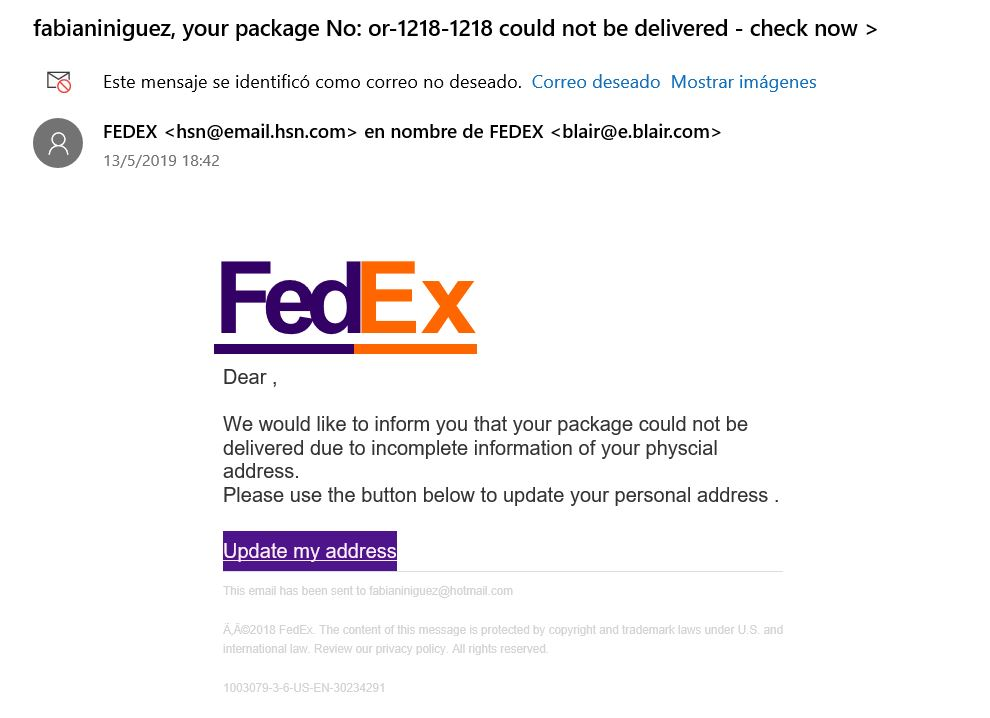 fabianiniguez, your package No: or-1218-1218 could not be delivered - check now >
Este mensaje se identificó como correo no deseado. Correo deseado Mostrar imágenes
FEDEX <hsn@email.hsn.com> en nombre de FEDEX <blair@e.blair.com>
13/5/2019 18:42
FedEx
Dear ,
We would like to inform you that your package could not be
delivered due to incomplete information of your physcial
address.
Please use the button below to update your personal address .
Update my address
This email has been sent to fabianiniguez@hotmail.com
Ã‚Â©2018 FedEx. The content of this message is protected by copyright and trademark laws under U.S. and
international law. Review our privacy policy. All rights reserved.
1003079-3-6-US-EN-30234291